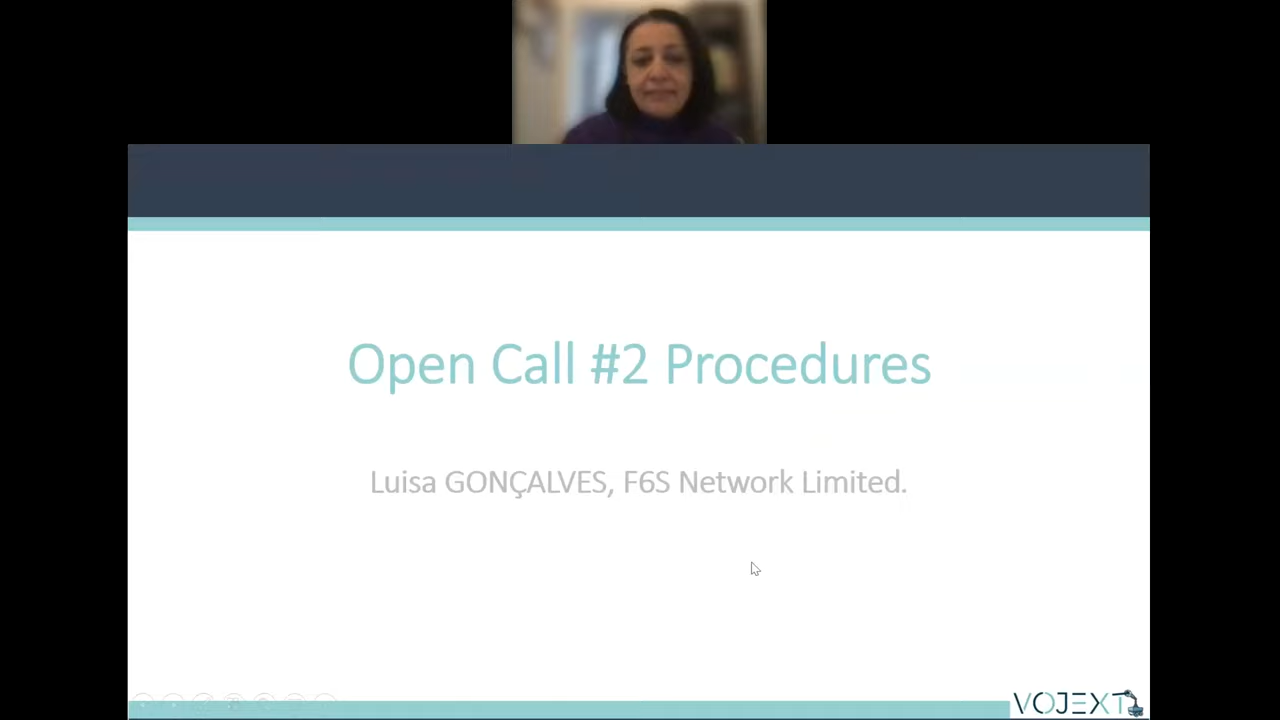 Open Call #2 Procedures
Luisa GONÇALVES, F6S Network Limited.
VOJEXT